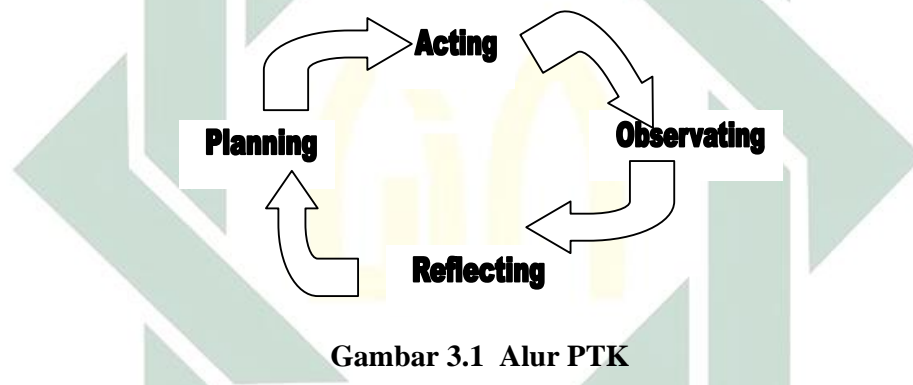 Acting
Planning
Observating
Reflecting
Gambar 3.1 Alur PTK